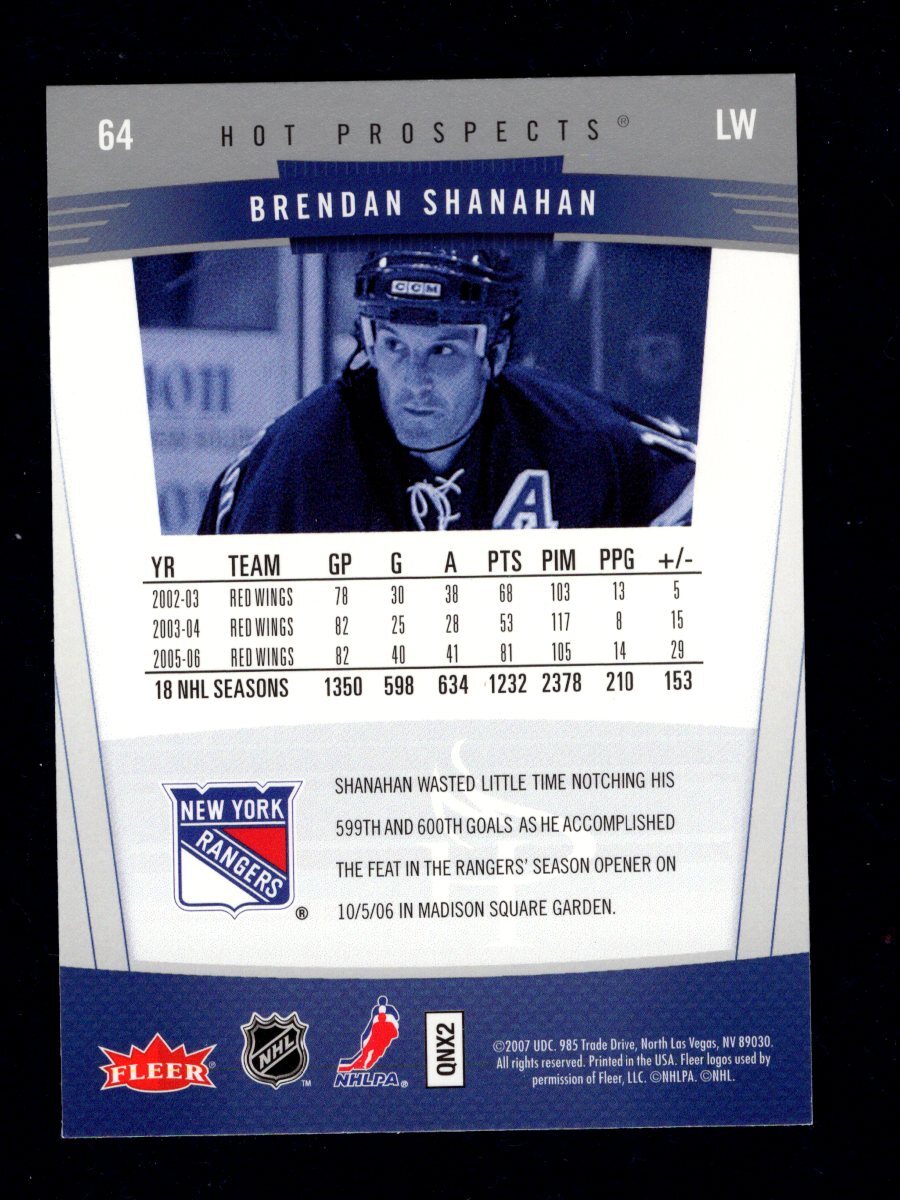 64 HOT PROSPECTS® LW
BRENDAN SHANAHAN
CCM
A
YR TEAM GP G A PTS PIM PPG +/-
2002-03 RED WINGS 78 30 38 68 103 13 5
2003-04 RED WINGS 82 25 28 53 117 8 15
2005-06 RED WINGS 82 40 41 81 105 14 29
18 NHL SEASONS 1350 598 634 1232 2378 210 153
SHANAHAN WASTED LITTLE TIME NOTCHING HIS
599TH AND 600TH GOALS AS HE ACCOMPLISHED
THE FEAT IN THE RANGERS' SEASON OPENER ON
10/5/06 IN MADISON SQUARE GARDEN.
NEW YORK
RANGERS
®
FLEER®
NHL™
NHLPA®
QNX2
©2007 UDC. 985 Trade Drive, North Las Vegas, NV 89030.
All rights reserved. Printed in the USA. Fleer logos used by
permission of Fleer, LLC. ©NHLPA. ©NHL.